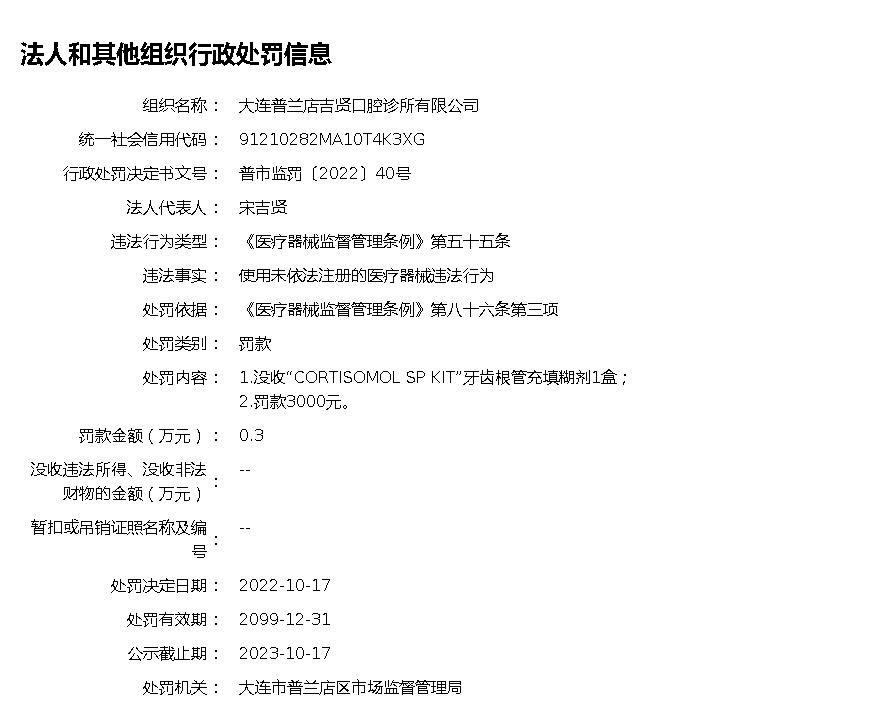 法人和其他组织行政处罚信息
组织名称： 大连普兰店吉贤口腔诊所有限公司
统一社会信用代码： 91210282MA10T4K3XG
行政处罚决定书文号： 普市监罚〔2022〕40号
法人代表人： 宋吉贤
违法行为类型： 《医疗器械监督管理条例》第五十五条
违法事实： 使用未依法注册的医疗器械违法行为
处罚依据： 《医疗器械监督管理条例》第八十六条第三项
处罚类别： 罚款
处罚内容： 1.没收“CORTISOMOL SP KIT”牙齿根管充填糊剂1盒；
2.罚款3000元。
罚款金额（万元）： 0.3
没收违法所得、没收非法
财物的金额（万元）： --
暂扣或吊销证照名称及编
号： --
处罚决定日期： 2022-10-17
处罚有效期： 2099-12-31
公示截止期： 2023-10-17
处罚机关： 大连市普兰店区市场监督管理局